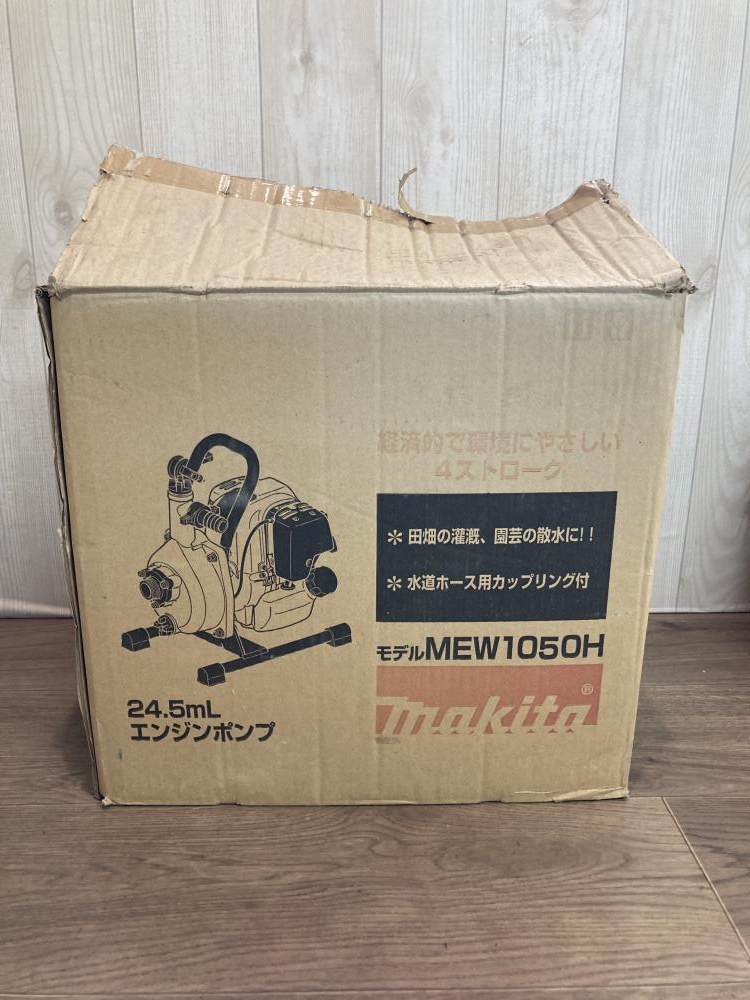 経済的で環境にやさしい
4ストローク
＊ 田畑の灌漑、園芸の散水に!!
＊ 水道ホース用カップリング付
モデルMEW1050H
makita®
24.5mL
エンジンポンプ